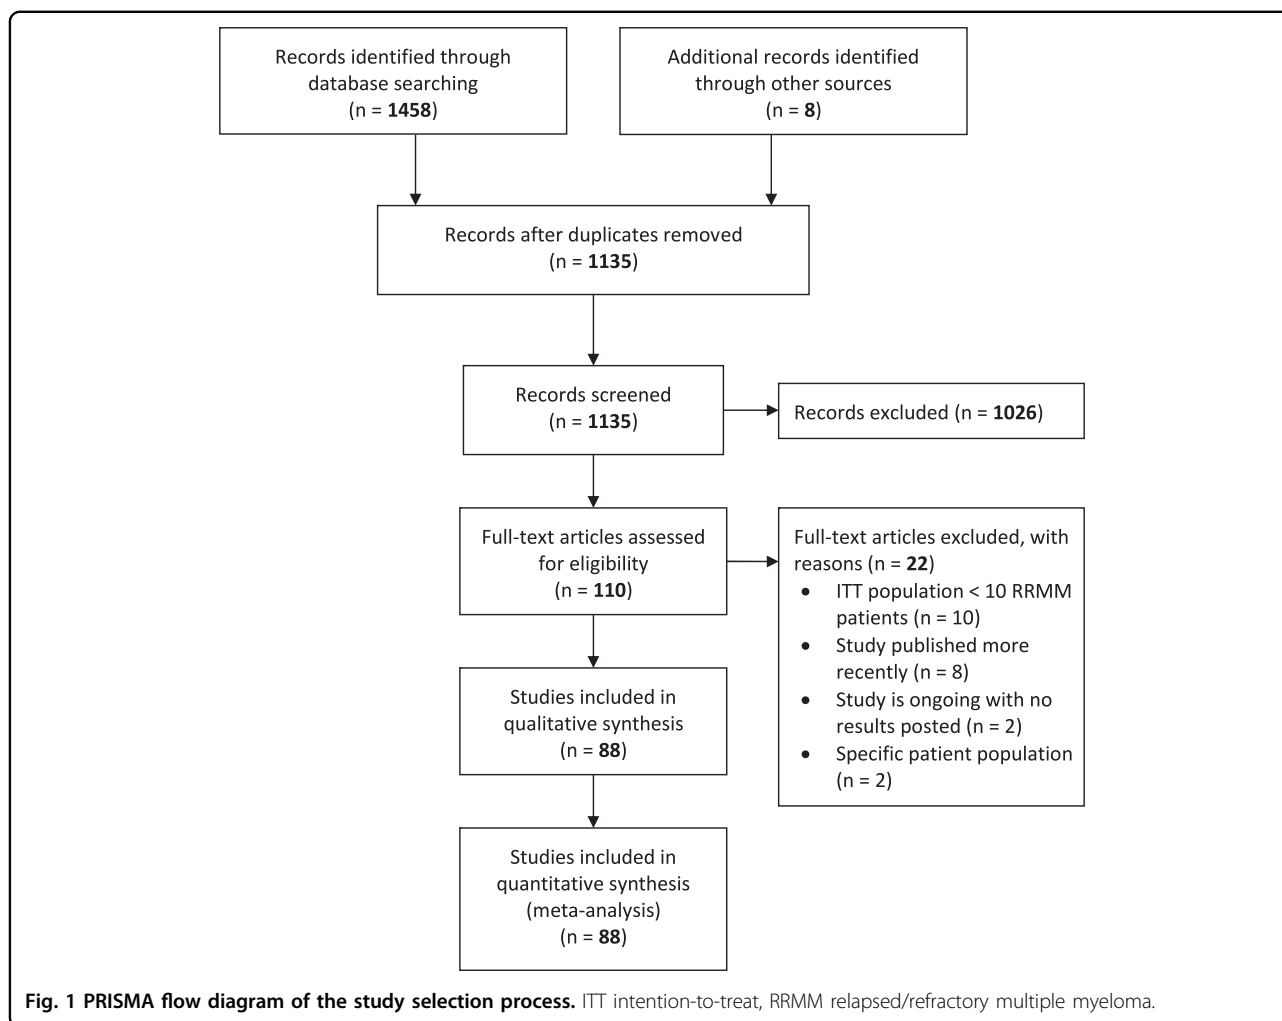 Records identified through
database searching
(n = 1458)
Additional records identified
through other sources
(n = 8)
Records after duplicates removed
(n = 1135)
Records screened
(n = 1135)
Records excluded (n = 1026)
Full-text articles assessed
for eligibility
(n = 110)
Full-text articles excluded, with
reasons (n = 22)
• ITT population < 10 RRMM
patients (n = 10)
• Study published more
recently (n = 8)
• Study is ongoing with no
results posted (n = 2)
• Specific patient population
(n = 2)
Studies included in
qualitative synthesis
(n = 88)
Studies included in
quantitative synthesis
(meta-analysis)
(n = 88)
Fig. 1 PRISMA flow diagram of the study selection process. ITT intention-to-treat, RRMM relapsed/refractory multiple myeloma.